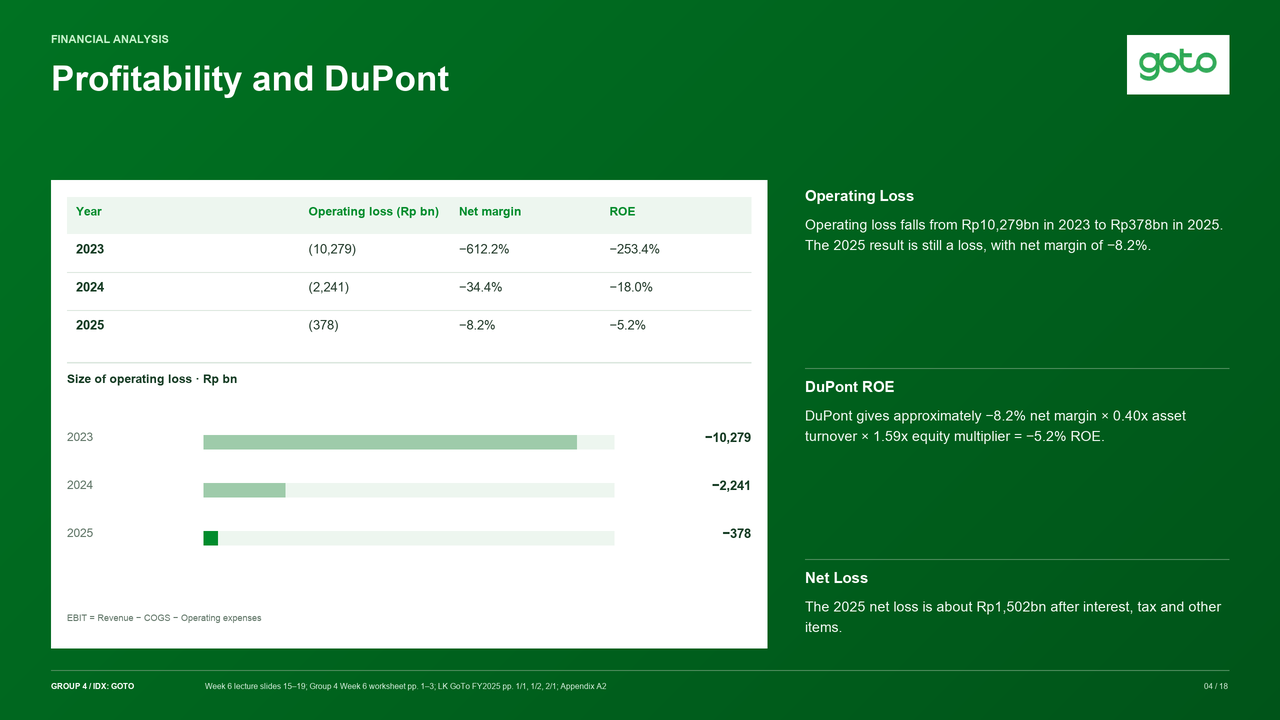 FINANCIAL ANALYSIS
Profitability and DuPont
goto
Year Operating loss (Rp bn) Net margin ROE
2023 (10,279) −612.2% −253.4%
2024 (2,241) −34.4% −18.0%
2025 (378) −8.2% −5.2%
Size of operating loss · Rp bn
2023 −10,279
2024 −2,241
2025 −378
EBIT = Revenue − COGS − Operating expenses
Operating Loss
Operating loss falls from Rp10,279bn in 2023 to Rp378bn in 2025.
The 2025 result is still a loss, with net margin of −8.2%.
DuPont ROE
DuPont gives approximately −8.2% net margin × 0.40x asset
turnover × 1.59x equity multiplier = −5.2% ROE.
Net Loss
The 2025 net loss is about Rp1,502bn after interest, tax and other
items.
GROUP 4 / IDX: GOTO Week 6 lecture slides 15–19; Group 4 Week 6 worksheet pp. 1–3; LK GoTo FY2025 pp. 1/1, 1/2, 2/1; Appendix A2 04 / 18